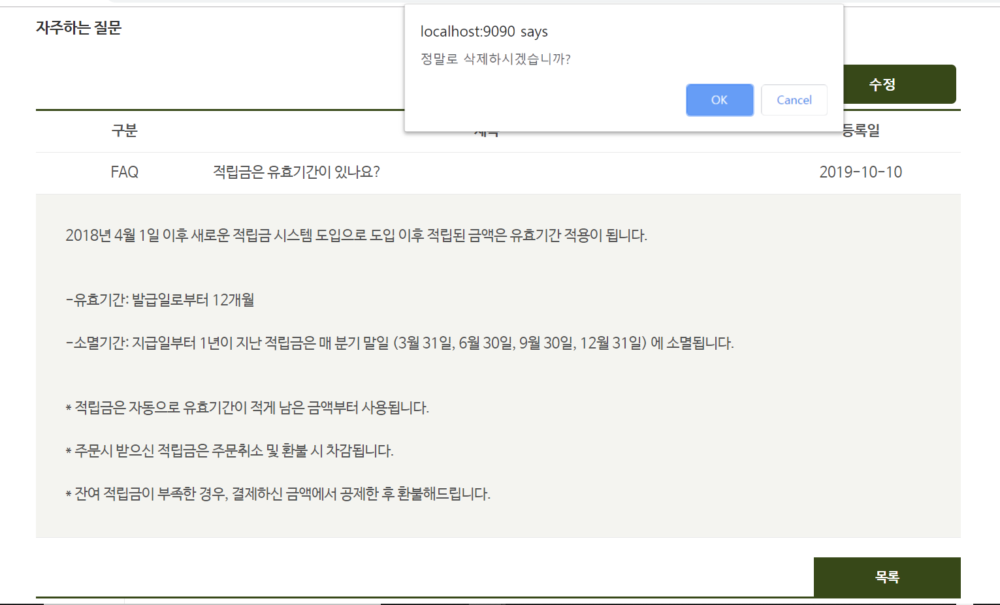 자주하는 질문
localhost:9090 says
정말로 삭제하시겠습니까?
OK Cancel
수정
구분 등록일
FAQ 적립금은 유효기간이 있나요? 2019-10-10
2018년 4월 1일 이후 새로운 적립금 시스템 도입으로 도입 이후 적립된 금액은 유효기간 적용이 됩니다.
-유효기간: 발급일로부터 12개월
-소멸기간: 지급일부터 1년이 지난 적립금은 매 분기 말일 (3월 31일, 6월 30일, 9월 30일, 12월 31일) 에 소멸됩니다.
* 적립금은 자동으로 유효기간이 적게 남은 금액부터 사용됩니다.
* 주문시 받으신 적립금은 주문취소 및 환불 시 차감됩니다.
* 잔여 적립금이 부족한 경우, 결제하신 금액에서 공제한 후 환불해드립니다.
목록